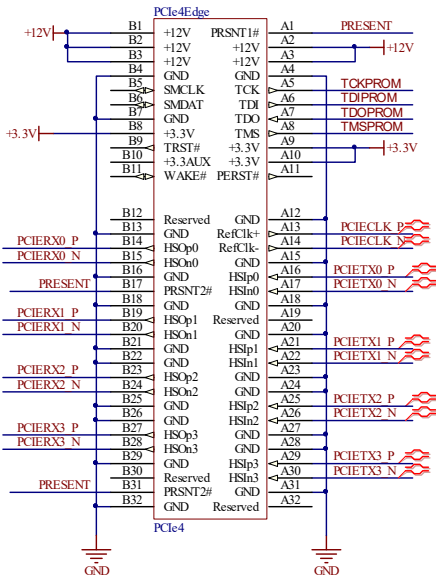 PCIe4Edge
B1 +12V PRSNT1# A1 PRESENT
+12V B2 +12V +12V A2 +12V
B3 +12V +12V A3
B4 GND GND A4
B5 SMCLK TCK A5 TCKPROM
B6 SMDAT TDI A6 TDIPROM
B7 GND TDO A7 TDOPROM
+3.3V B8 +3.3V TMS A8 TMSPROM
B9 TRST# +3.3V A9 +3.3V
B10 +3.3AUX +3.3V A10
B11 WAKE# PERST# A11
B12 Reserved GND A12
B13 GND RefClk+ A13 PCIECLK_P
PCIERX0_P B14 HSOp0 RefClk- A14 PCIECLK_N
PCIERX0_N B15 HSOn0 GND A15
B16 GND HSIp0 A16 PCIETX0_P
PRESENT B17 PRSNT2# HSIn0 A17 PCIETX0_N
B18 GND GND A18
PCIERX1_P B19 HSOp1 Reserved A19
PCIERX1_N B20 HSOn1 GND A20
B21 GND HSIp1 A21 PCIETX1_P
B22 GND HSIn1 A22 PCIETX1_N
PCIERX2_P B23 HSOp2 GND A23
PCIERX2_N B24 HSOn2 GND A24
B25 GND HSIp2 A25 PCIETX2_P
B26 GND HSIn2 A26 PCIETX2_N
PCIERX3_P B27 HSOp3 GND A27
PCIERX3_N B28 HSOn3 GND A28
B29 GND HSIp3 A29 PCIETX3_P
B30 Reserved HSIn3 A30 PCIETX3_N
PRESENT B31 PRSNT2# GND A31
B32 GND Reserved A32
PCIe4
GND GND